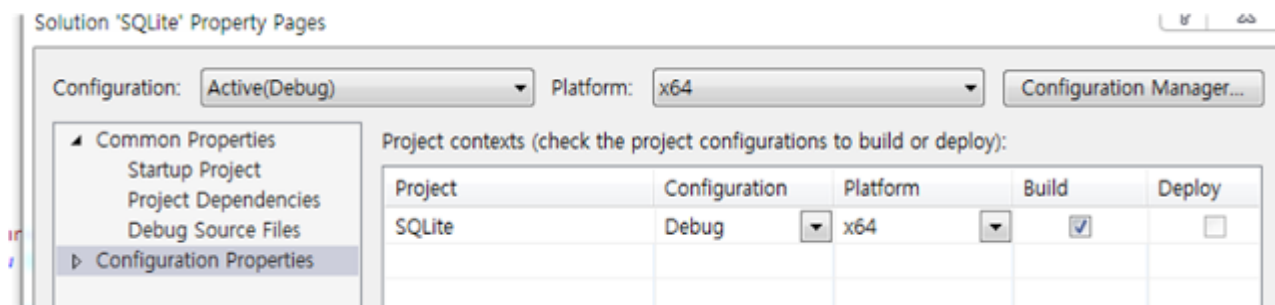 Solution 'SQLite' Property Pages
Configuration: Active(Debug) Platform: x64 Configuration Manager...
Common Properties
Startup Project
Project Dependencies
Debug Source Files
Configuration Properties
Project contexts (check the project configurations to build or deploy):
Project Configuration Platform Build Deploy
SQLite Debug x64